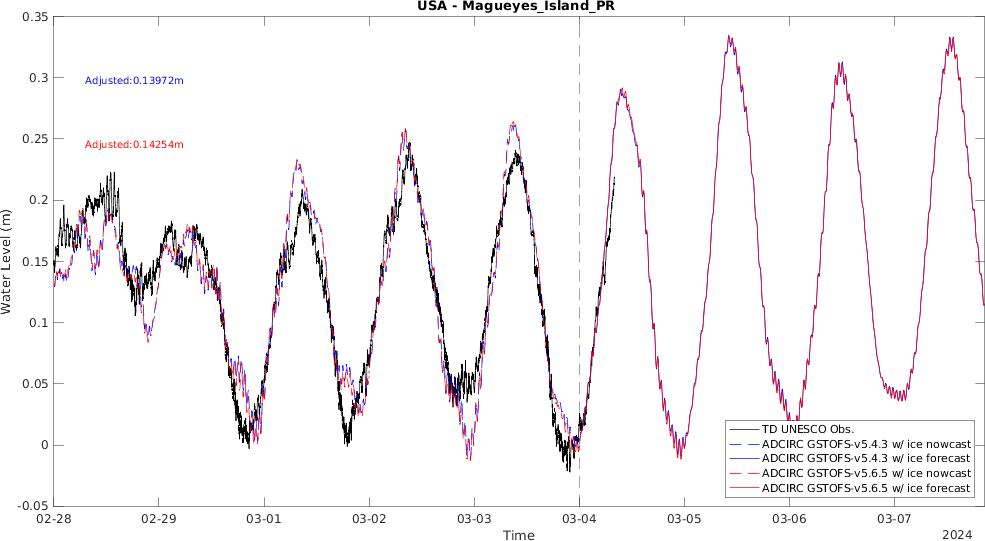 USA - Magueyes_Island_PR
0.35
0.3
0.25
0.2
0.15
0.1
0.05
0
-0.05
Water Level (m)
Adjusted:0.13972m
Adjusted:0.14254m
TD UNESCO Obs.
ADCIRC GSTOFS-v5.4.3 w/ ice nowcast
ADCIRC GSTOFS-v5.4.3 w/ ice forecast
ADCIRC GSTOFS-v5.6.5 w/ ice nowcast
ADCIRC GSTOFS-v5.6.5 w/ ice forecast
02-28 02-29 03-01 03-02 03-03 03-04 03-05 03-06 03-07
Time
2024